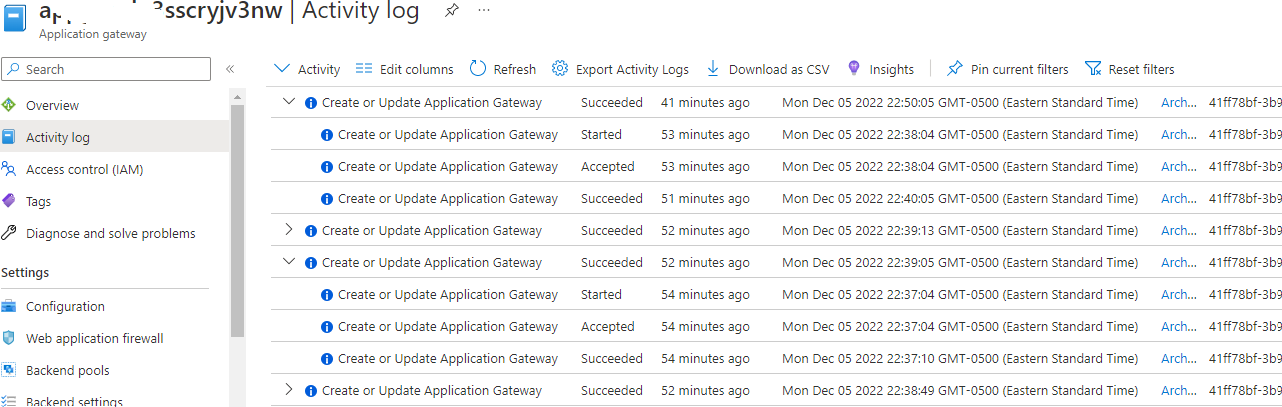 3sscryjv3nw | Activity log
Application gateway
Search
Activity Edit columns Refresh Export Activity Logs Download as CSV Insights Pin current filters Reset filters
Overview
Activity log
Access control (IAM)
Tags
Diagnose and solve problems
Settings
Configuration
Web application firewall
Backend pools
Backend settings
Create or Update Application Gateway Succeeded 41 minutes ago Mon Dec 05 2022 22:50:05 GMT-0500 (Eastern Standard Time) Arch... 41ff78bf-3b9
Create or Update Application Gateway Started 53 minutes ago Mon Dec 05 2022 22:38:04 GMT-0500 (Eastern Standard Time) Arch... 41ff78bf-3b9
Create or Update Application Gateway Accepted 53 minutes ago Mon Dec 05 2022 22:38:04 GMT-0500 (Eastern Standard Time) Arch... 41ff78bf-3b9
Create or Update Application Gateway Succeeded 51 minutes ago Mon Dec 05 2022 22:40:05 GMT-0500 (Eastern Standard Time) Arch... 41ff78bf-3b9
Create or Update Application Gateway Succeeded 52 minutes ago Mon Dec 05 2022 22:39:13 GMT-0500 (Eastern Standard Time) Arch... 41ff78bf-3b9
Create or Update Application Gateway Succeeded 52 minutes ago Mon Dec 05 2022 22:39:05 GMT-0500 (Eastern Standard Time) Arch... 41ff78bf-3b9
Create or Update Application Gateway Started 54 minutes ago Mon Dec 05 2022 22:37:04 GMT-0500 (Eastern Standard Time) Arch... 41ff78bf-3b9
Create or Update Application Gateway Accepted 54 minutes ago Mon Dec 05 2022 22:37:04 GMT-0500 (Eastern Standard Time) Arch... 41ff78bf-3b9
Create or Update Application Gateway Succeeded 54 minutes ago Mon Dec 05 2022 22:37:10 GMT-0500 (Eastern Standard Time) Arch... 41ff78bf-3b9
Create or Update Application Gateway Succeeded 52 minutes ago Mon Dec 05 2022 22:38:49 GMT-0500 (Eastern Standard Time) Arch... 41ff78bf-3b9